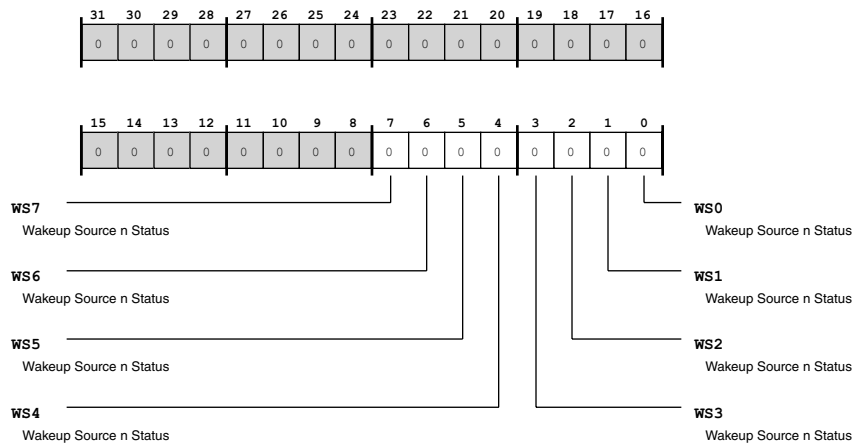 31 30 29 28 27 26 25 24 23 22 21 20 19 18 17 16
0 0 0 0 0 0 0 0 0 0 0 0 0 0 0 0
15 14 13 12 11 10 9 8 7 6 5 4 3 2 1 0
0 0 0 0 0 0 0 0 0 0 0 0 0 0 0 0
WS7 WS0
Wakeup Source n Status Wakeup Source n Status
WS6 WS1
Wakeup Source n Status Wakeup Source n Status
WS5 WS2
Wakeup Source n Status Wakeup Source n Status
WS4 WS3
Wakeup Source n Status Wakeup Source n Status